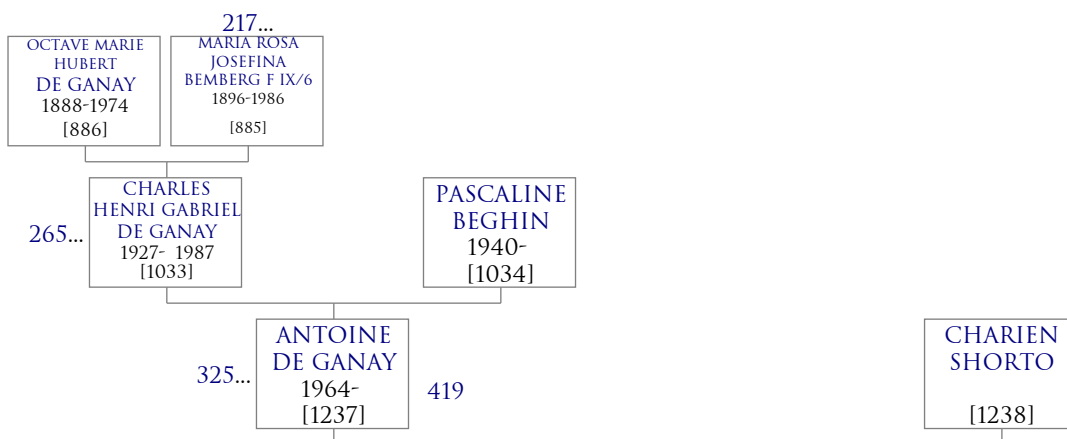 217...
OCTAVE MARIE
HUBERT
DE GANAY
1888-1974
[886]
MARIA ROSA
JOSEFINA
BEMBERG F IX/6
1896-1986
[885]
265...
CHARLES
HENRI GABRIEL
DE GANAY
1927- 1987
[1033]
PASCALINE
BEGHIN
1940-
[1034]
325...
ANTOINE
DE GANAY
1964-
[1237]
419
CHARIEN
SHORTO
[1238]